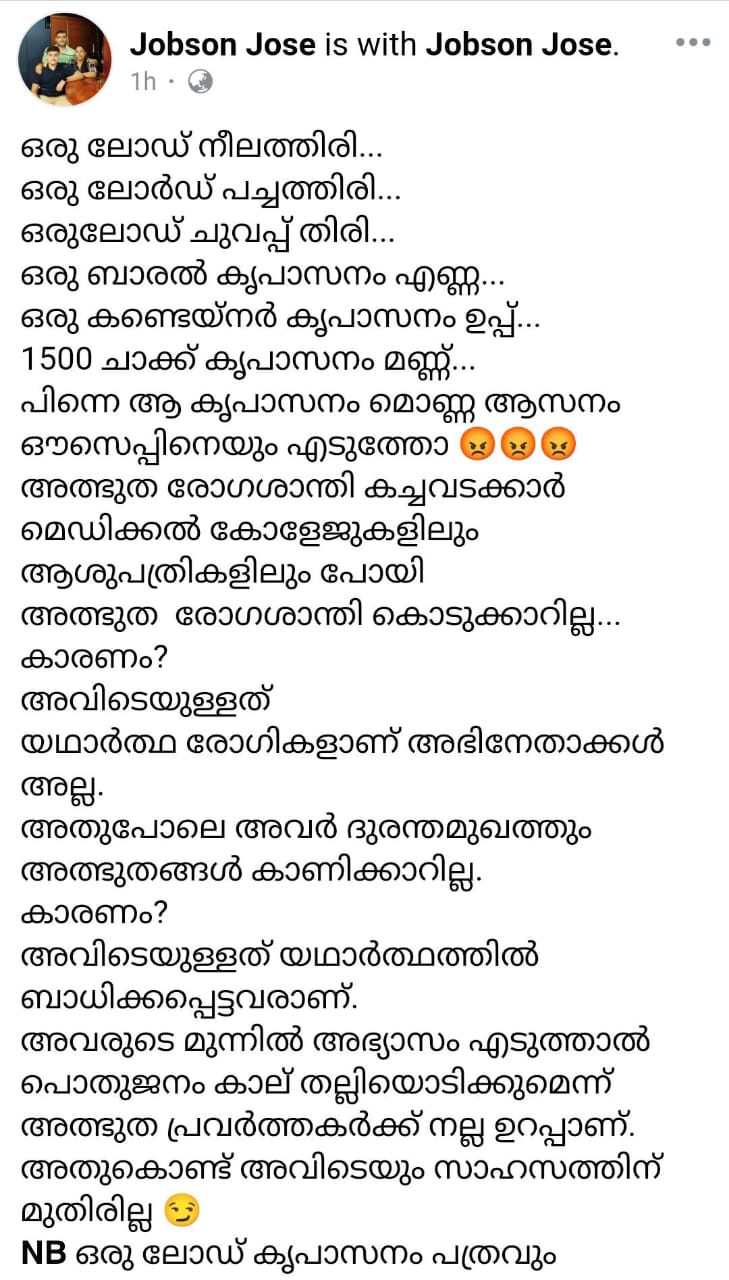 Jobson Jose is with Jobson Jose.
1h ·
ഒരു ലോഡ് നീലത്തിരി...
ഒരു ലോർഡ് പച്ചത്തിരി...
ഒരുലോഡ് ചുവപ്പ് തിരി...
ഒരു ബാരൽ കൃപാസനം എണ്ണ...
ഒരു കണ്ടെയ്നർ കൃപാസനം ഉപ്പ്...
1500 ചാക്ക് കൃപാസനം മണ്ണ്...
പിന്നെ ആ കൃപാസനം മൊണ്ണ ആസനം
ഔസെപ്പിനെയും എടുത്തോ 😡😡😡
അത്ഭുത രോഗശാന്തി കച്ചവടക്കാർ
മെഡിക്കൽ കോളേജുകളിലും
ആശുപത്രികളിലും പോയി
അത്ഭുത  രോഗശാന്തി കൊടുക്കാറില്ല...
കാരണം?
അവിടെയുള്ളത്
യഥാർത്ഥ രോഗികളാണ് അഭിനേതാക്കൾ
അല്ല.
അതുപോലെ അവർ ദുരന്തമുഖത്തും
അത്ഭുതങ്ങൾ കാണിക്കാറില്ല.
കാരണം?
അവിടെയുള്ളത് യഥാർത്ഥത്തിൽ
ബാധിക്കപ്പെട്ടവരാണ്.
അവരുടെ മുന്നിൽ അഭ്യാസം എടുത്താൽ
പൊതുജനം കാല് തല്ലിയൊടിക്കുമെന്ന്
അത്ഭുത പ്രവർത്തകർക്ക് നല്ല ഉറപ്പാണ്.
അതുകൊണ്ട് അവിടെയും സാഹസത്തിന്
മുതിരില്ല 😏
NB ഒരു ലോഡ് കൃപാസനം പത്രവും